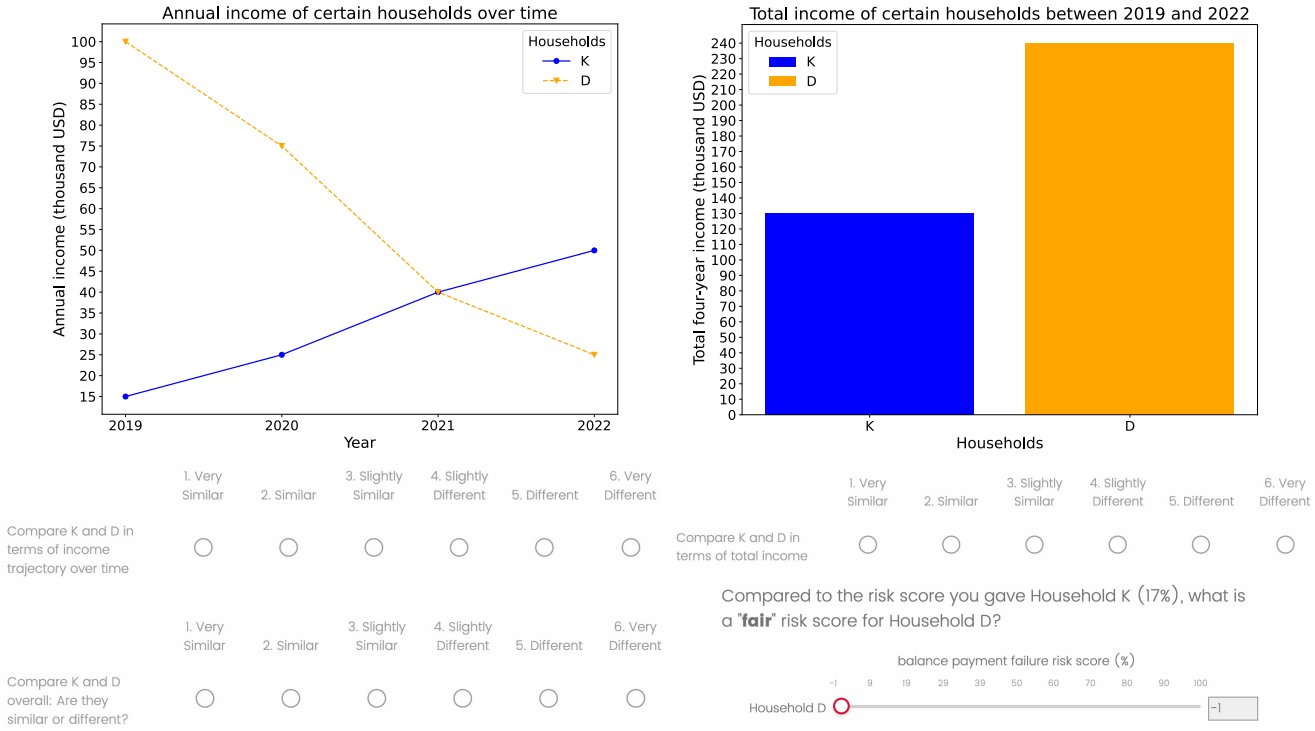 Annual income of certain households over time
Households
K
D
Annual income (thousand USD)
100
95
90
85
80
75
70
65
60
55
50
45
40
35
30
25
20
15
2019
2020
2021
2022
Year
Total income of certain households between 2019 and 2022
Households
K
D
Total four-year income (thousand USD)
240
230
220
210
200
190
180
170
160
150
140
130
120
110
100
90
80
70
60
50
40
30
20
10
0
K
D
Households
1. Very Similar
2. Similar
3. Slightly Similar
4. Slightly Different
5. Different
6. Very Different
Compare K and D in
terms of income
trajectory over time
1. Very Similar
2. Similar
3. Slightly Similar
4. Slightly Different
5. Different
6. Very Different
Compare K and D in
terms of total income
1. Very Similar
2. Similar
3. Slightly Similar
4. Slightly Different
5. Different
6. Very Different
Compare K and D
overall: Are they
similar or different?
Compared to the risk score you gave Household K (17%), what is
a "fair" risk score for Household D?
balance payment failure risk score (%)
-1 9 19 29 39 50 60 70 80 90 100
Household D
-1